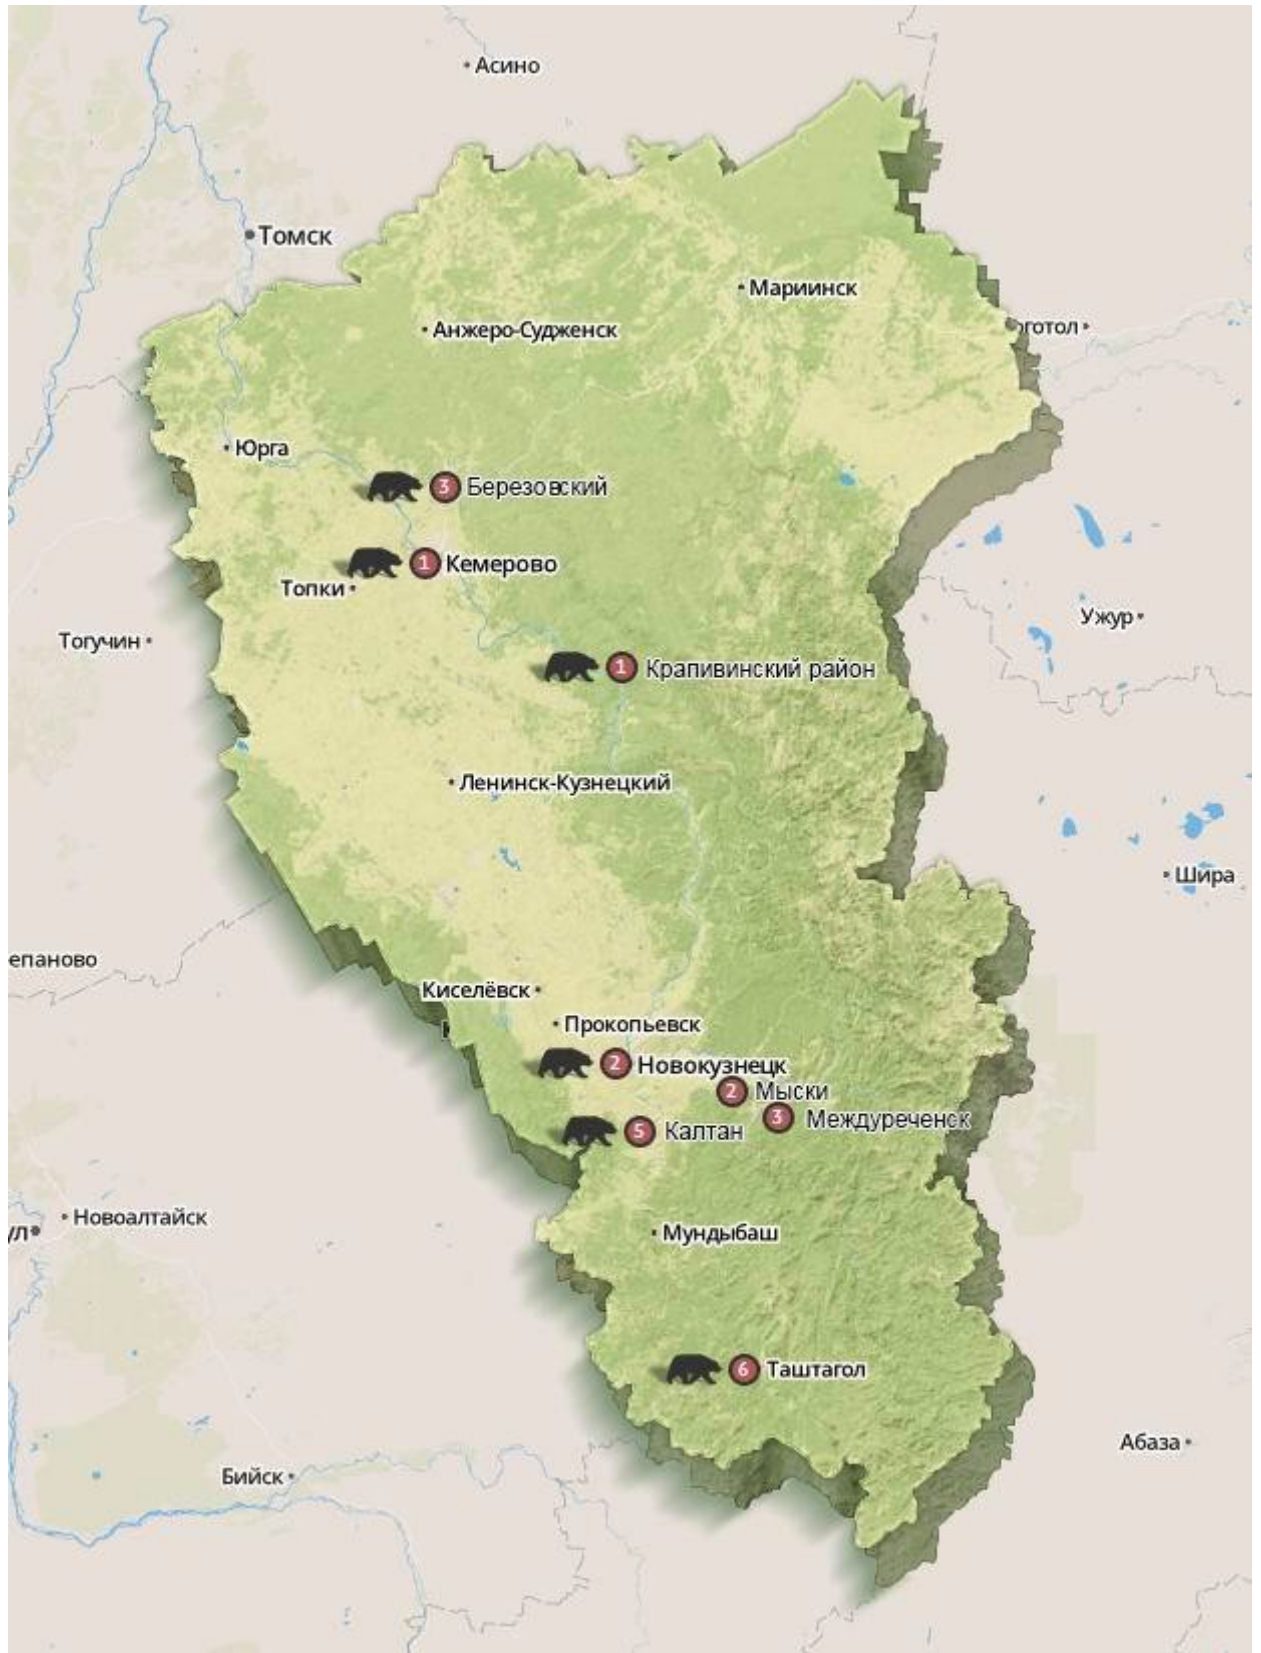 Асино
Томск
Мариинск
Анжеро-Судженск
оготол
Юрга
3 Березовский
1 Кемерово
Топки
Ужур
Тогучин
1 Крапивинский район
Ленинск-Кузнецкий
Шира
епаново
Киселёвск
Прокопьевск
2 Новокузнецк
2 Мыски
3 Междуреченск
5 Калтан
Новоалтайск
ул
Мундыбаш
6 Таштагол
Абаза
Бийск